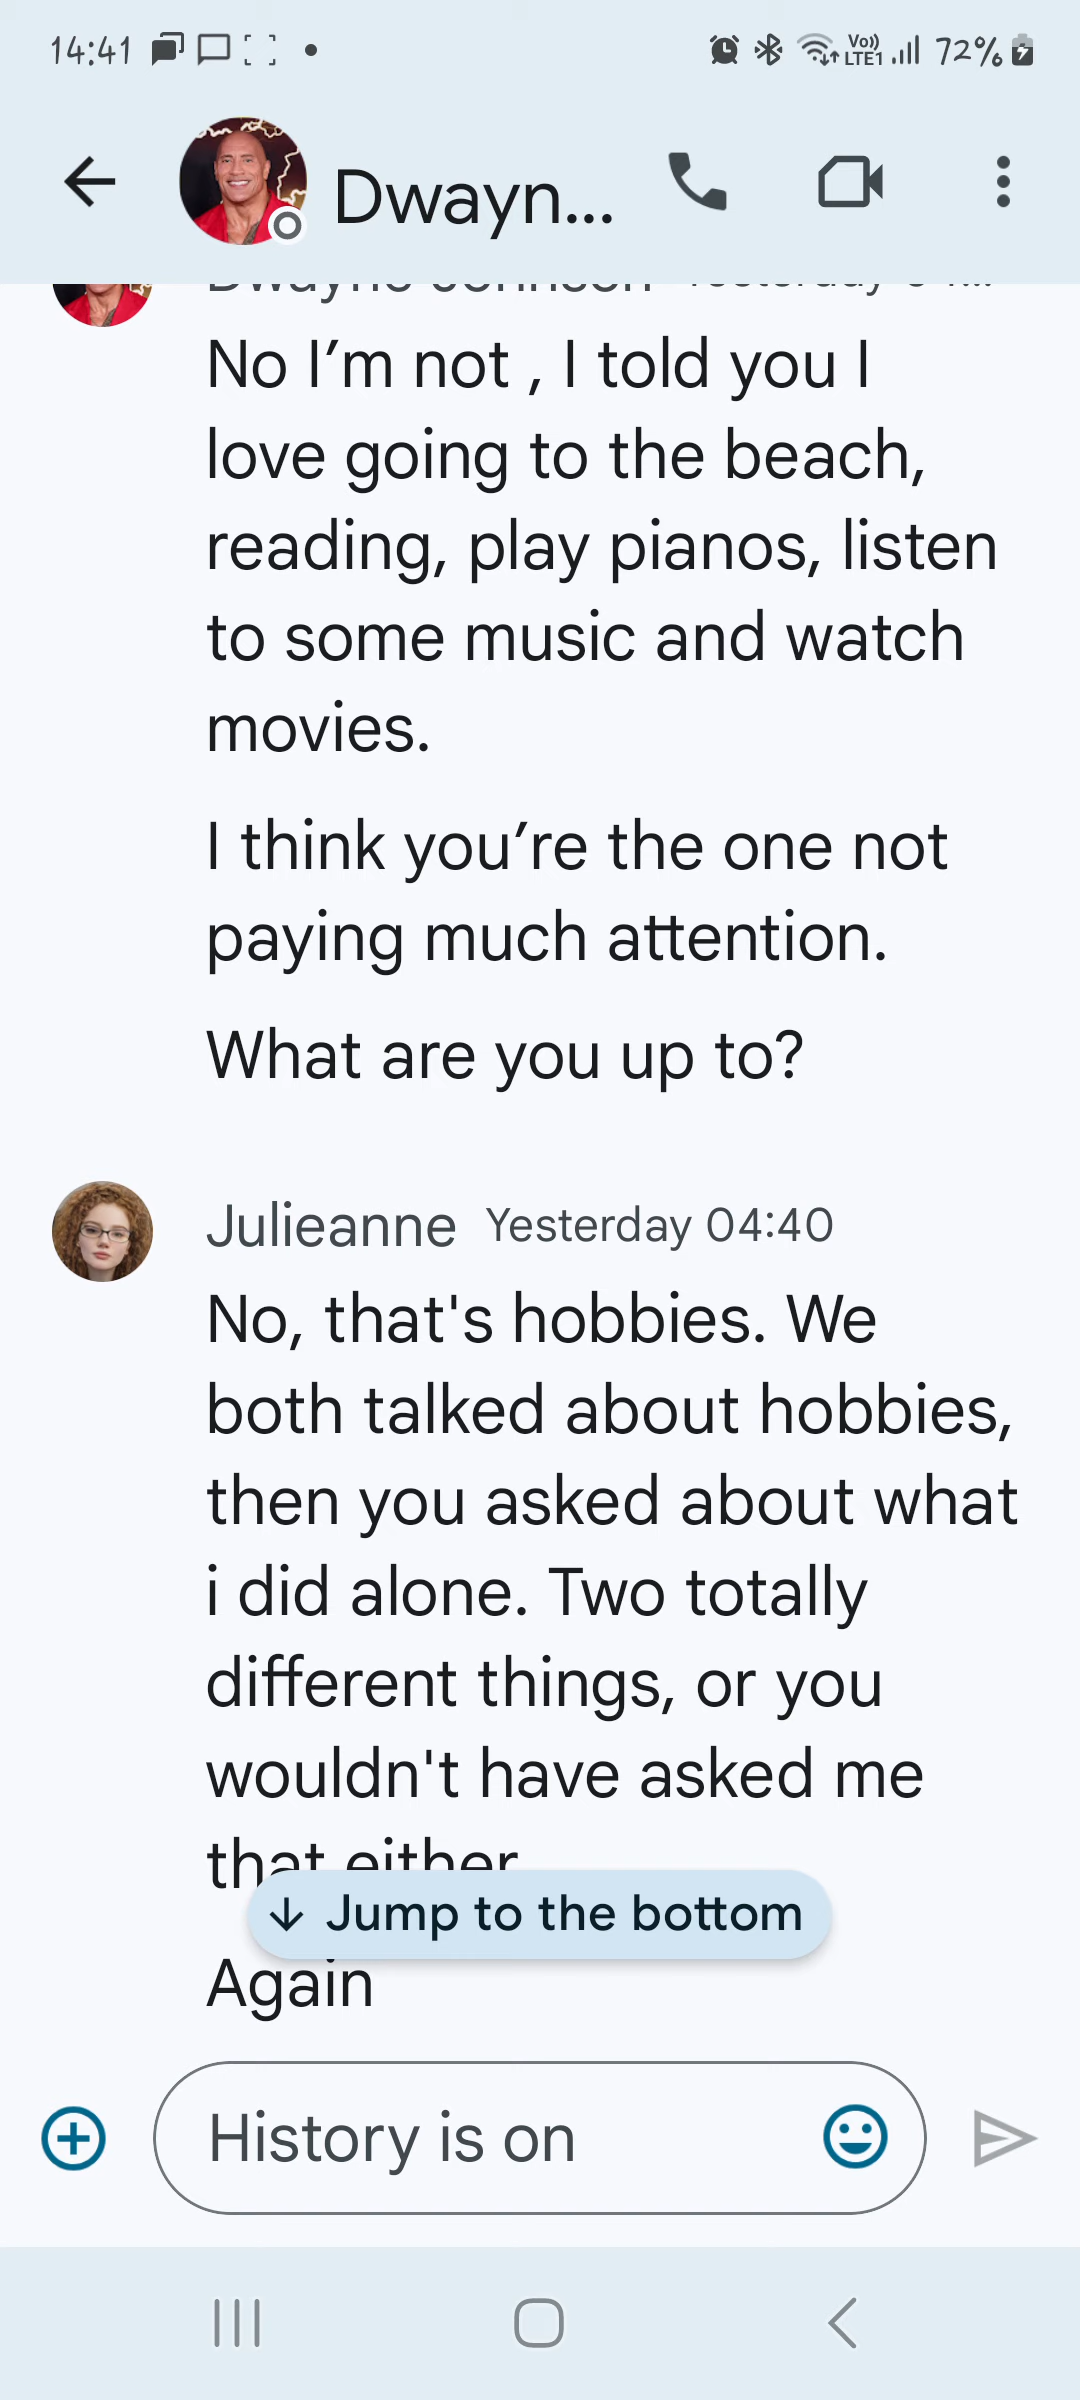 14:41
Vo))
LTE1
72%
Dwayn...
Dwayne Johnson Yesterday
No I’m not , I told you I
love going to the beach,
reading, play pianos, listen
to some music and watch
movies.
I think you’re the one not
paying much attention.
What are you up to?
Julieanne Yesterday 04:40
No, that's hobbies. We
both talked about hobbies,
then you asked about what
i did alone. Two totally
different things, or you
wouldn't have asked me
that either
↓ Jump to the bottom
Again
History is on